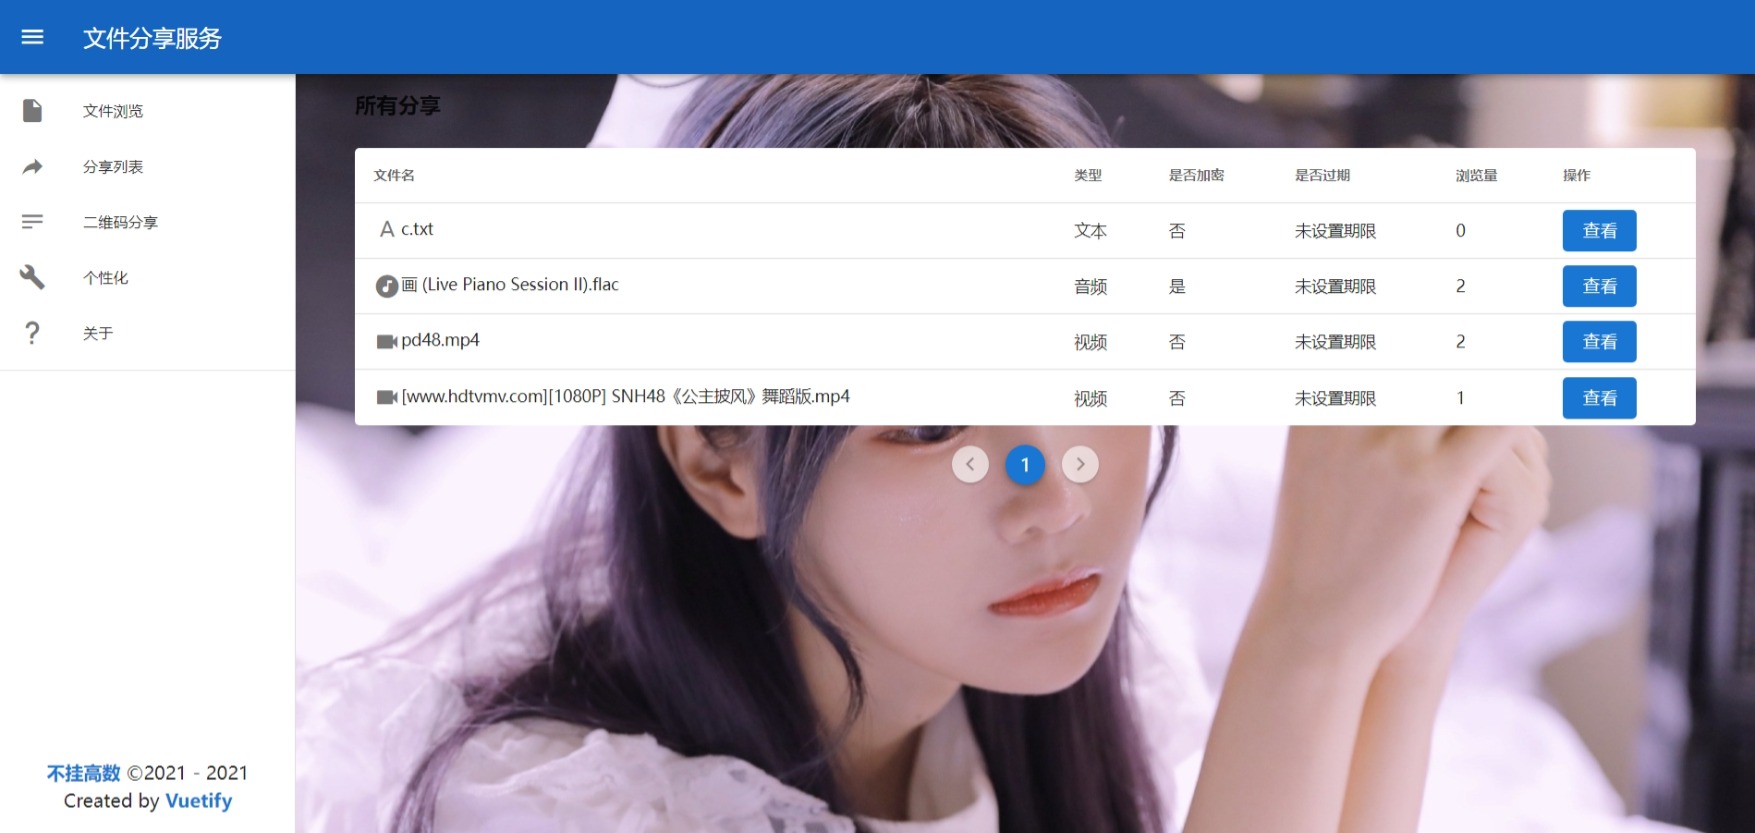 文件分享服务
文件浏览
分享列表
二维码分享
个性化
关于
所有分享
文件名 类型 是否加密 是否过期 浏览量 操作
c.txt 文本 否 未设置期限 0 查看
画 (Live Piano Session II).flac 音频 是 未设置期限 2 查看
pd48.mp4 视频 否 未设置期限 2 查看
[www.hdtvmv.com][1080P] SNH48《公主披风》舞蹈版.mp4 视频 否 未设置期限 1 查看
1
不挂高数 ©2021 - 2021
Created by Vuetify